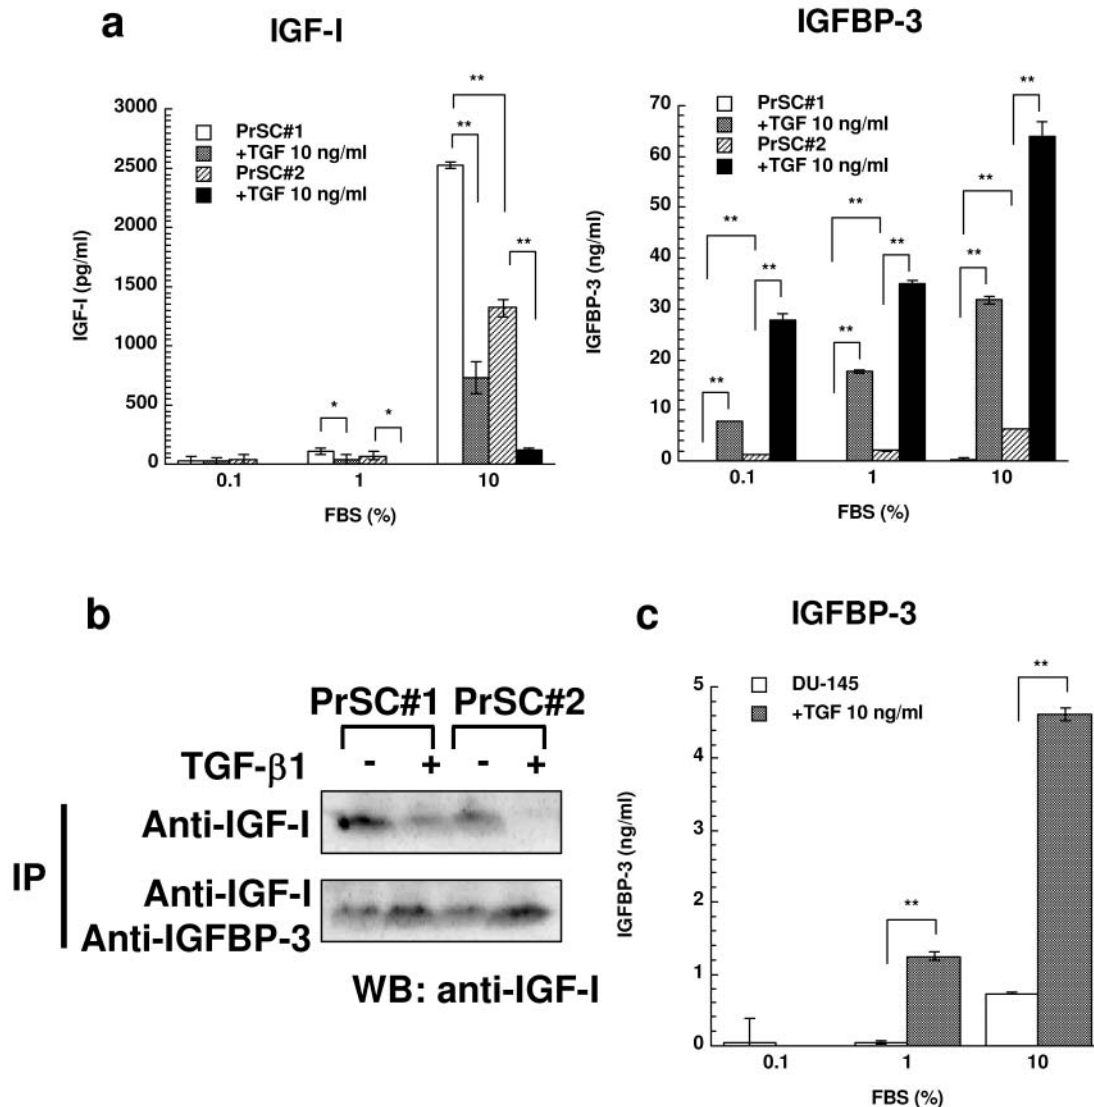 a
IGF-I
IGF-I (pg/ml)
3000
2500
2000
1500
1000
500
0
PrSC#1
+TGF 10 ng/ml
PrSC#2
+TGF 10 ng/ml
*
*
**
**
**
0.1
1
10
FBS (%)
IGFBP-3
IGFBP-3 (ng/ml)
70
60
50
40
30
20
10
0
PrSC#1
+TGF 10 ng/ml
PrSC#2
+TGF 10 ng/ml
**
**
**
**
**
**
**
**
**
0.1
1
10
FBS (%)
b
PrSC#1 PrSC#2
TGF-β1 - + - +
IP
Anti-IGF-I
Anti-IGF-I
Anti-IGFBP-3
WB: anti-IGF-I
c
IGFBP-3
IGFBP-3 (ng/ml)
5
4
3
2
1
0
DU-145
+TGF 10 ng/ml
**
**
0.1
1
10
FBS (%)